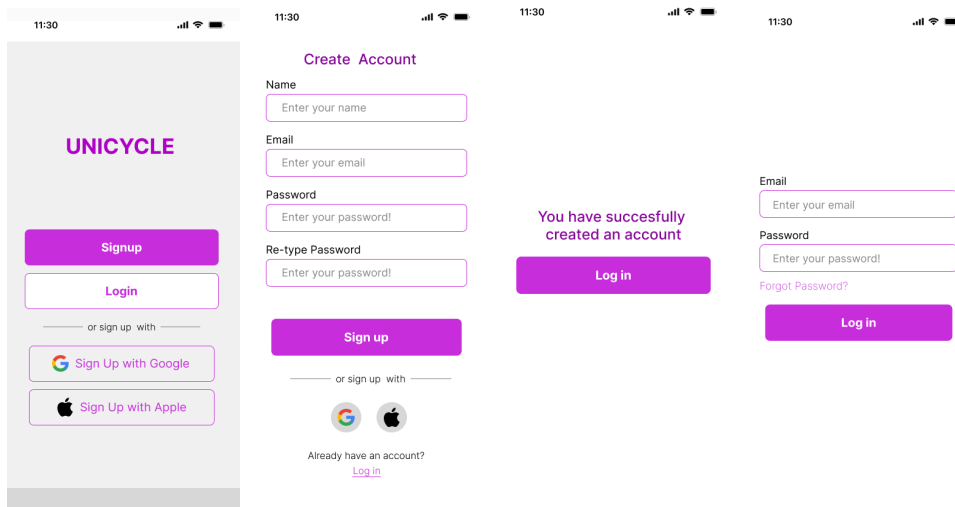 11:30
UNICYCLE
Signup
Login
or sign up with
Sign Up with Google
Sign Up with Apple
11:30
Create Account
Name
Enter your name
Email
Enter your email
Password
Enter your password!
Re-type Password
Enter your password!
Sign up
or sign up with
Already have an account?
Log in
11:30
You have succesfully
created an account
Log in
11:30
Email
Enter your email
Password
Enter your password!
Forgot Password?
Log in